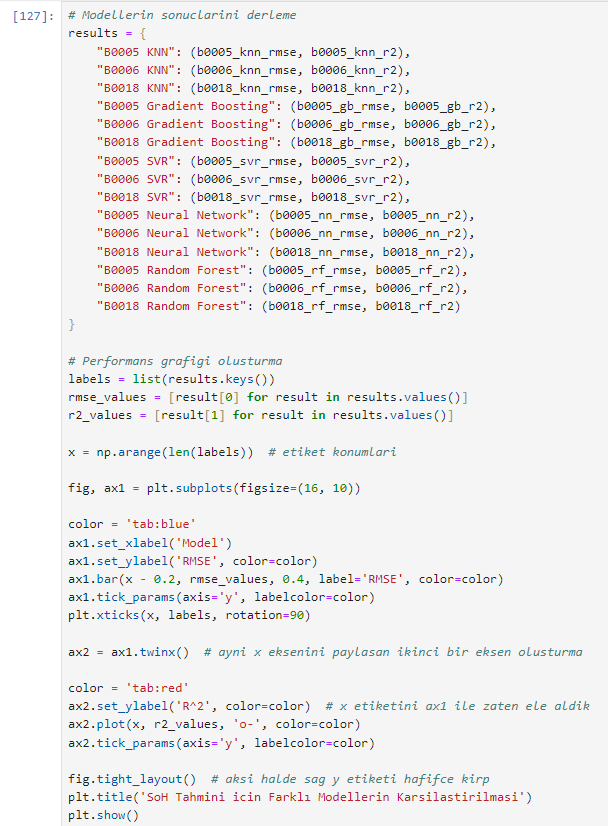 [127]: # Modellerin sonuclarini derleme
results = {
    "B0005 KNN": (b0005_knn_rmse, b0005_knn_r2),
    "B0006 KNN": (b0006_knn_rmse, b0006_knn_r2),
    "B0018 KNN": (b0018_knn_rmse, b0018_knn_r2),
    "B0005 Gradient Boosting": (b0005_gb_rmse, b0005_gb_r2),
    "B0006 Gradient Boosting": (b0006_gb_rmse, b0006_gb_r2),
    "B0018 Gradient Boosting": (b0018_gb_rmse, b0018_gb_r2),
    "B0005 SVR": (b0005_svr_rmse, b0005_svr_r2),
    "B0006 SVR": (b0006_svr_rmse, b0006_svr_r2),
    "B0018 SVR": (b0018_svr_rmse, b0018_svr_r2),
    "B0005 Neural Network": (b0005_nn_rmse, b0005_nn_r2),
    "B0006 Neural Network": (b0006_nn_rmse, b0006_nn_r2),
    "B0018 Neural Network": (b0018_nn_rmse, b0018_nn_r2),
    "B0005 Random Forest": (b0005_rf_rmse, b0005_rf_r2),
    "B0006 Random Forest": (b0006_rf_rmse, b0006_rf_r2),
    "B0018 Random Forest": (b0018_rf_rmse, b0018_rf_r2)
}

# Performans grafigi olusturma
labels = list(results.keys())
rmse_values = [result[0] for result in results.values()]
r2_values = [result[1] for result in results.values()]

x = np.arange(len(labels))  # etiket konumlari

fig, ax1 = plt.subplots(figsize=(16, 10))

color = 'tab:blue'
ax1.set_xlabel('Model')
ax1.set_ylabel('RMSE', color=color)
ax1.bar(x - 0.2, rmse_values, 0.4, label='RMSE', color=color)
ax1.tick_params(axis='y', labelcolor=color)
plt.xticks(x, labels, rotation=90)

ax2 = ax1.twinx()  # ayni x eksenini paylasan ikinci bir eksen olusturma

color = 'tab:red'
ax2.set_ylabel('R^2', color=color)  # x etiketini ax1 ile zaten ele aldik
ax2.plot(x, r2_values, 'o-', color=color)
ax2.tick_params(axis='y', labelcolor=color)

fig.tight_layout()  # aksi halde sag y etiketi hafifce kirp
plt.title('SoH Tahmini icin Farklı Modellerin Karsilastirilmasi')
plt.show()